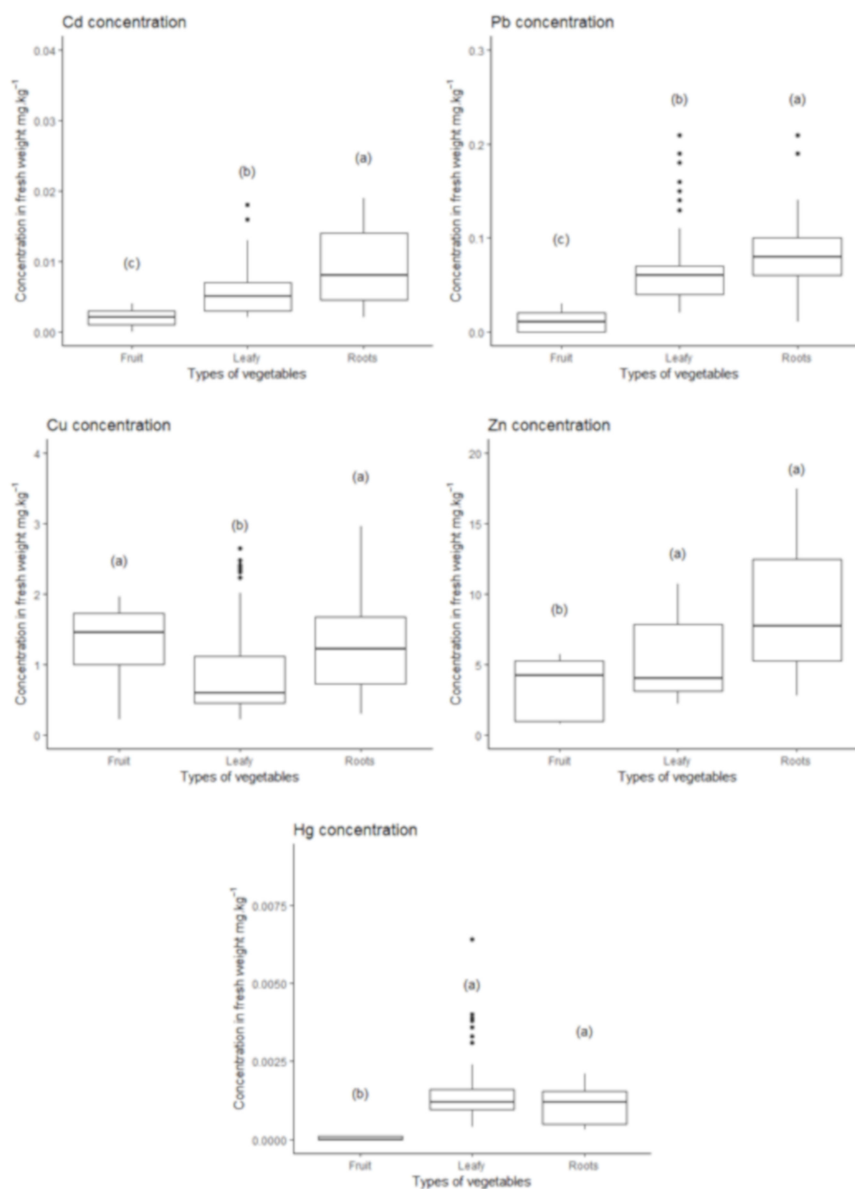 Cd concentration
Concentration in fresh weight mg.kg⁻¹
0.04
0.03
0.02
0.01
0.00
(c)
(b)
(a)
Fruit Leafy Roots
Types of vegetables
Pb concentration
Concentration in fresh weight mg.kg⁻¹
0.3
0.2
0.1
0.0
(c)
(b)
(a)
Fruit Leafy Roots
Types of vegetables
Cu concentration
Concentration in fresh weight mg.kg⁻¹
4
3
2
1
0
(a)
(b)
(a)
Fruit Leafy Roots
Types of vegetables
Zn concentration
Concentration in fresh weight mg.kg⁻¹
20
15
10
5
0
(b)
(a)
(a)
Fruit Leafy Roots
Types of vegetables
Hg concentration
Concentration in fresh weight mg.kg⁻¹
0.0075
0.0050
0.0025
0.0000
(b)
(a)
(a)
Fruit Leafy Roots
Types of vegetables